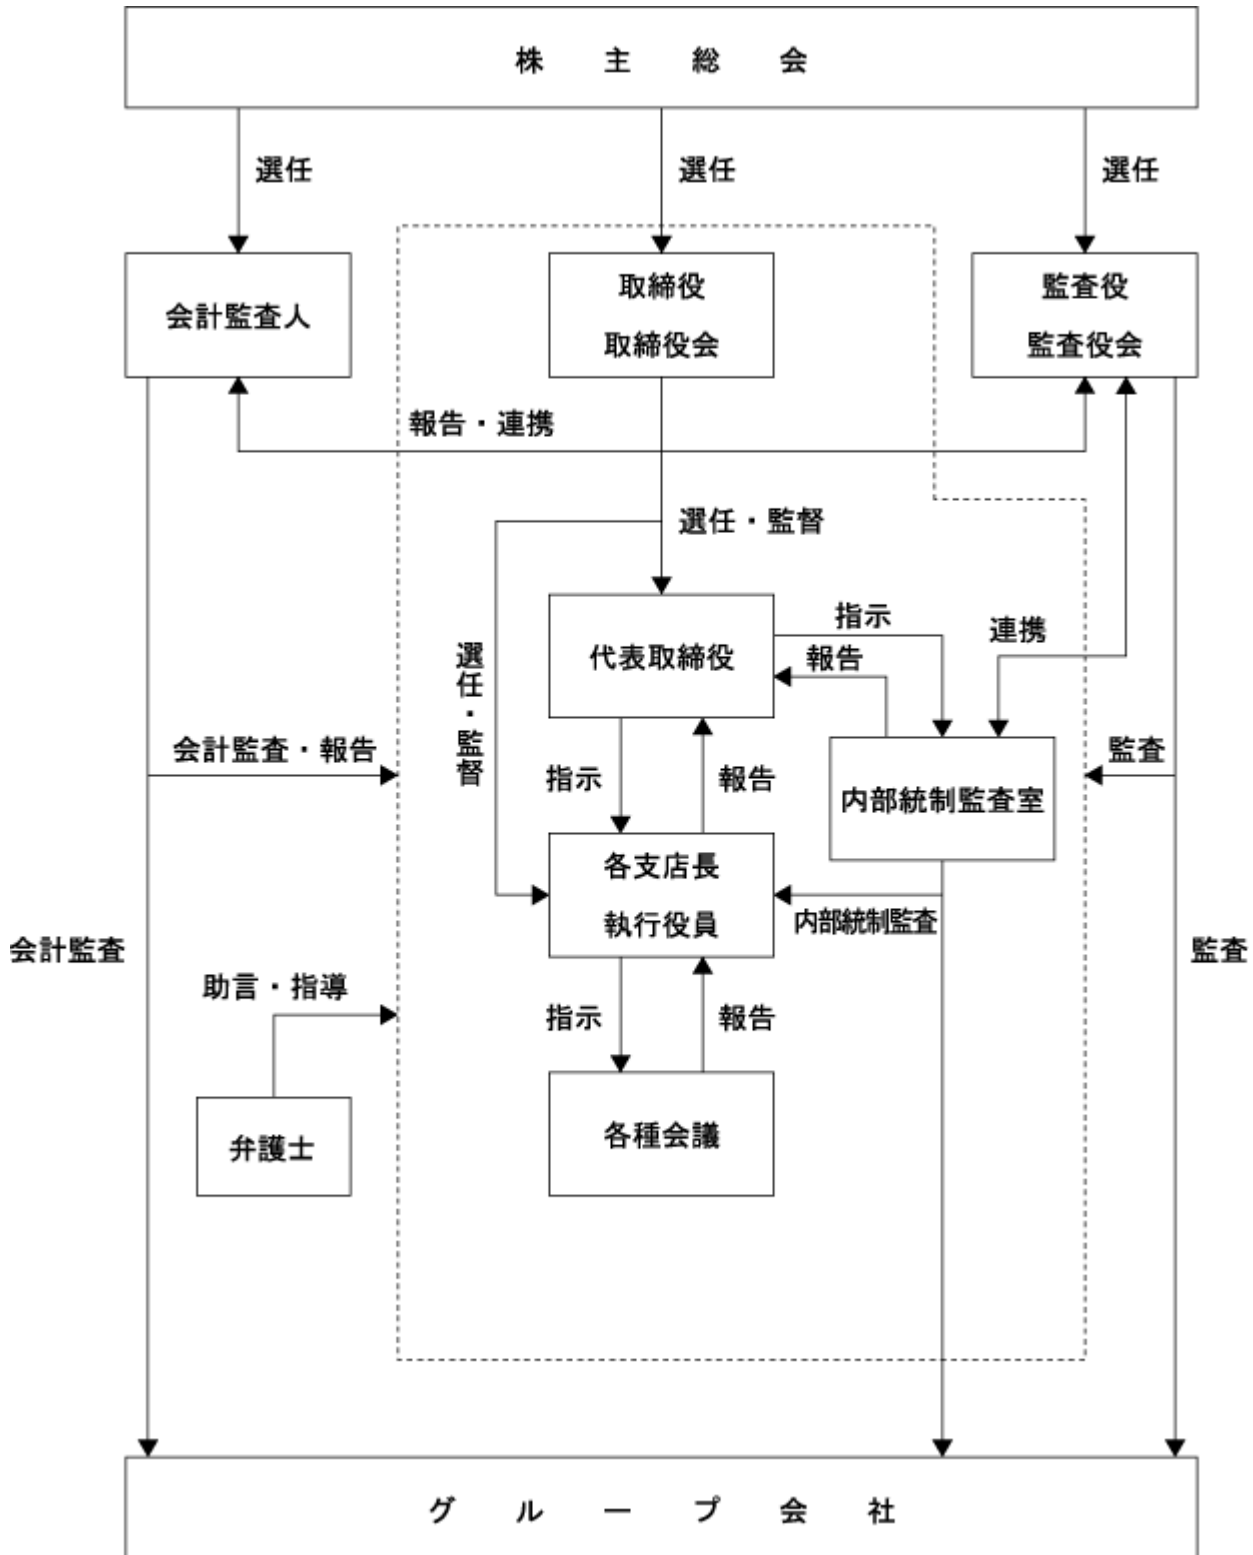 株主総会
選任
選任
選任
会計監査人
取締役
取締役会
監査役
監査役会
報告・連携
選任・監督
選任・監督
代表取締役
指示
報告
連携
会計監査・報告
指示
報告
内部統制監査室
監査
各支店長
執行役員
内部統制監査
会計監査
監査
助言・指導
指示
報告
弁護士
各種会議
グループ会社